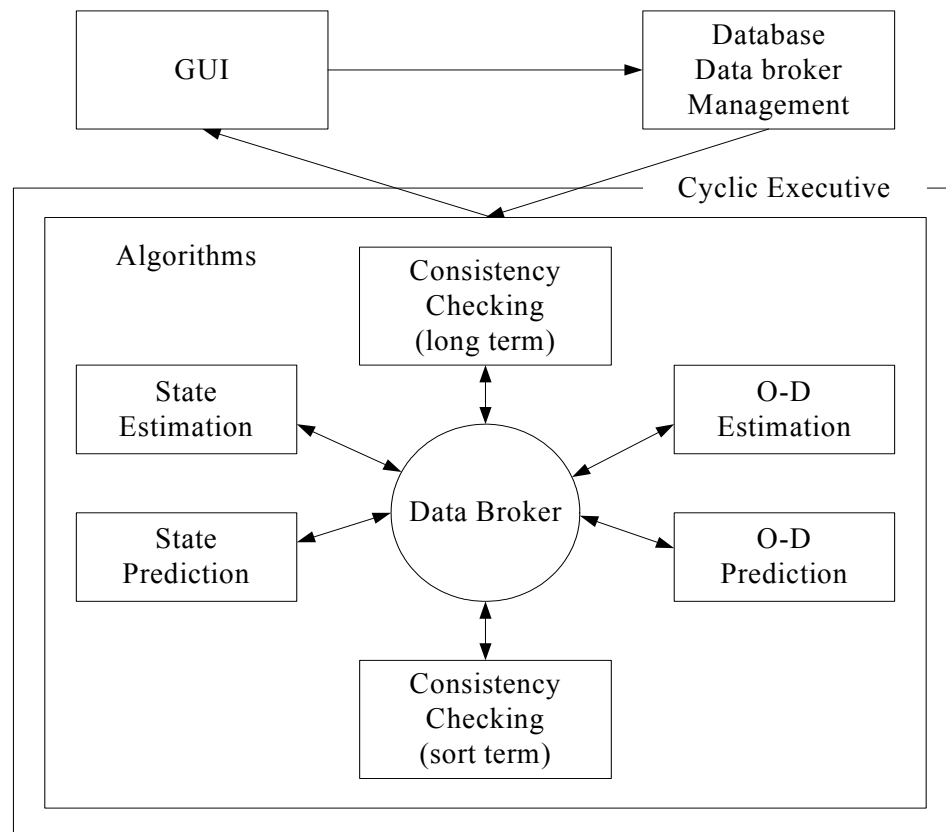 GUI
Database
Data broker
Management
Cyclic Executive
Algorithms
Consistency
Checking
(long term)
State
Estimation
O-D
Estimation
Data Broker
State
Prediction
O-D
Prediction
Consistency
Checking
(sort term)